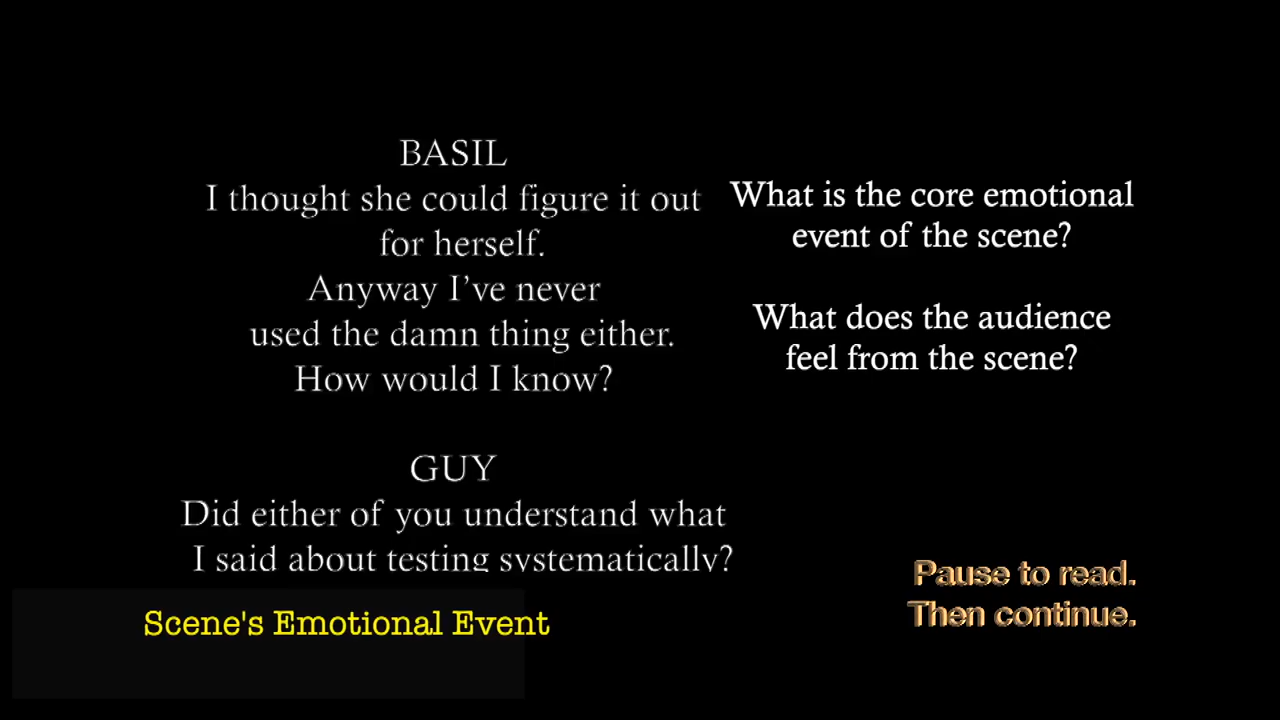 BASIL
I thought she could figure it out
for herself.
Anyway I've never
used the damn thing either.
How would I know?
GUY
Did either of you understand what
I said about testing systematically?
What is the core emotional
event of the scene?
What does the audience
feel from the scene?
Scene's Emotional Event
Pause to read.
Then continue.